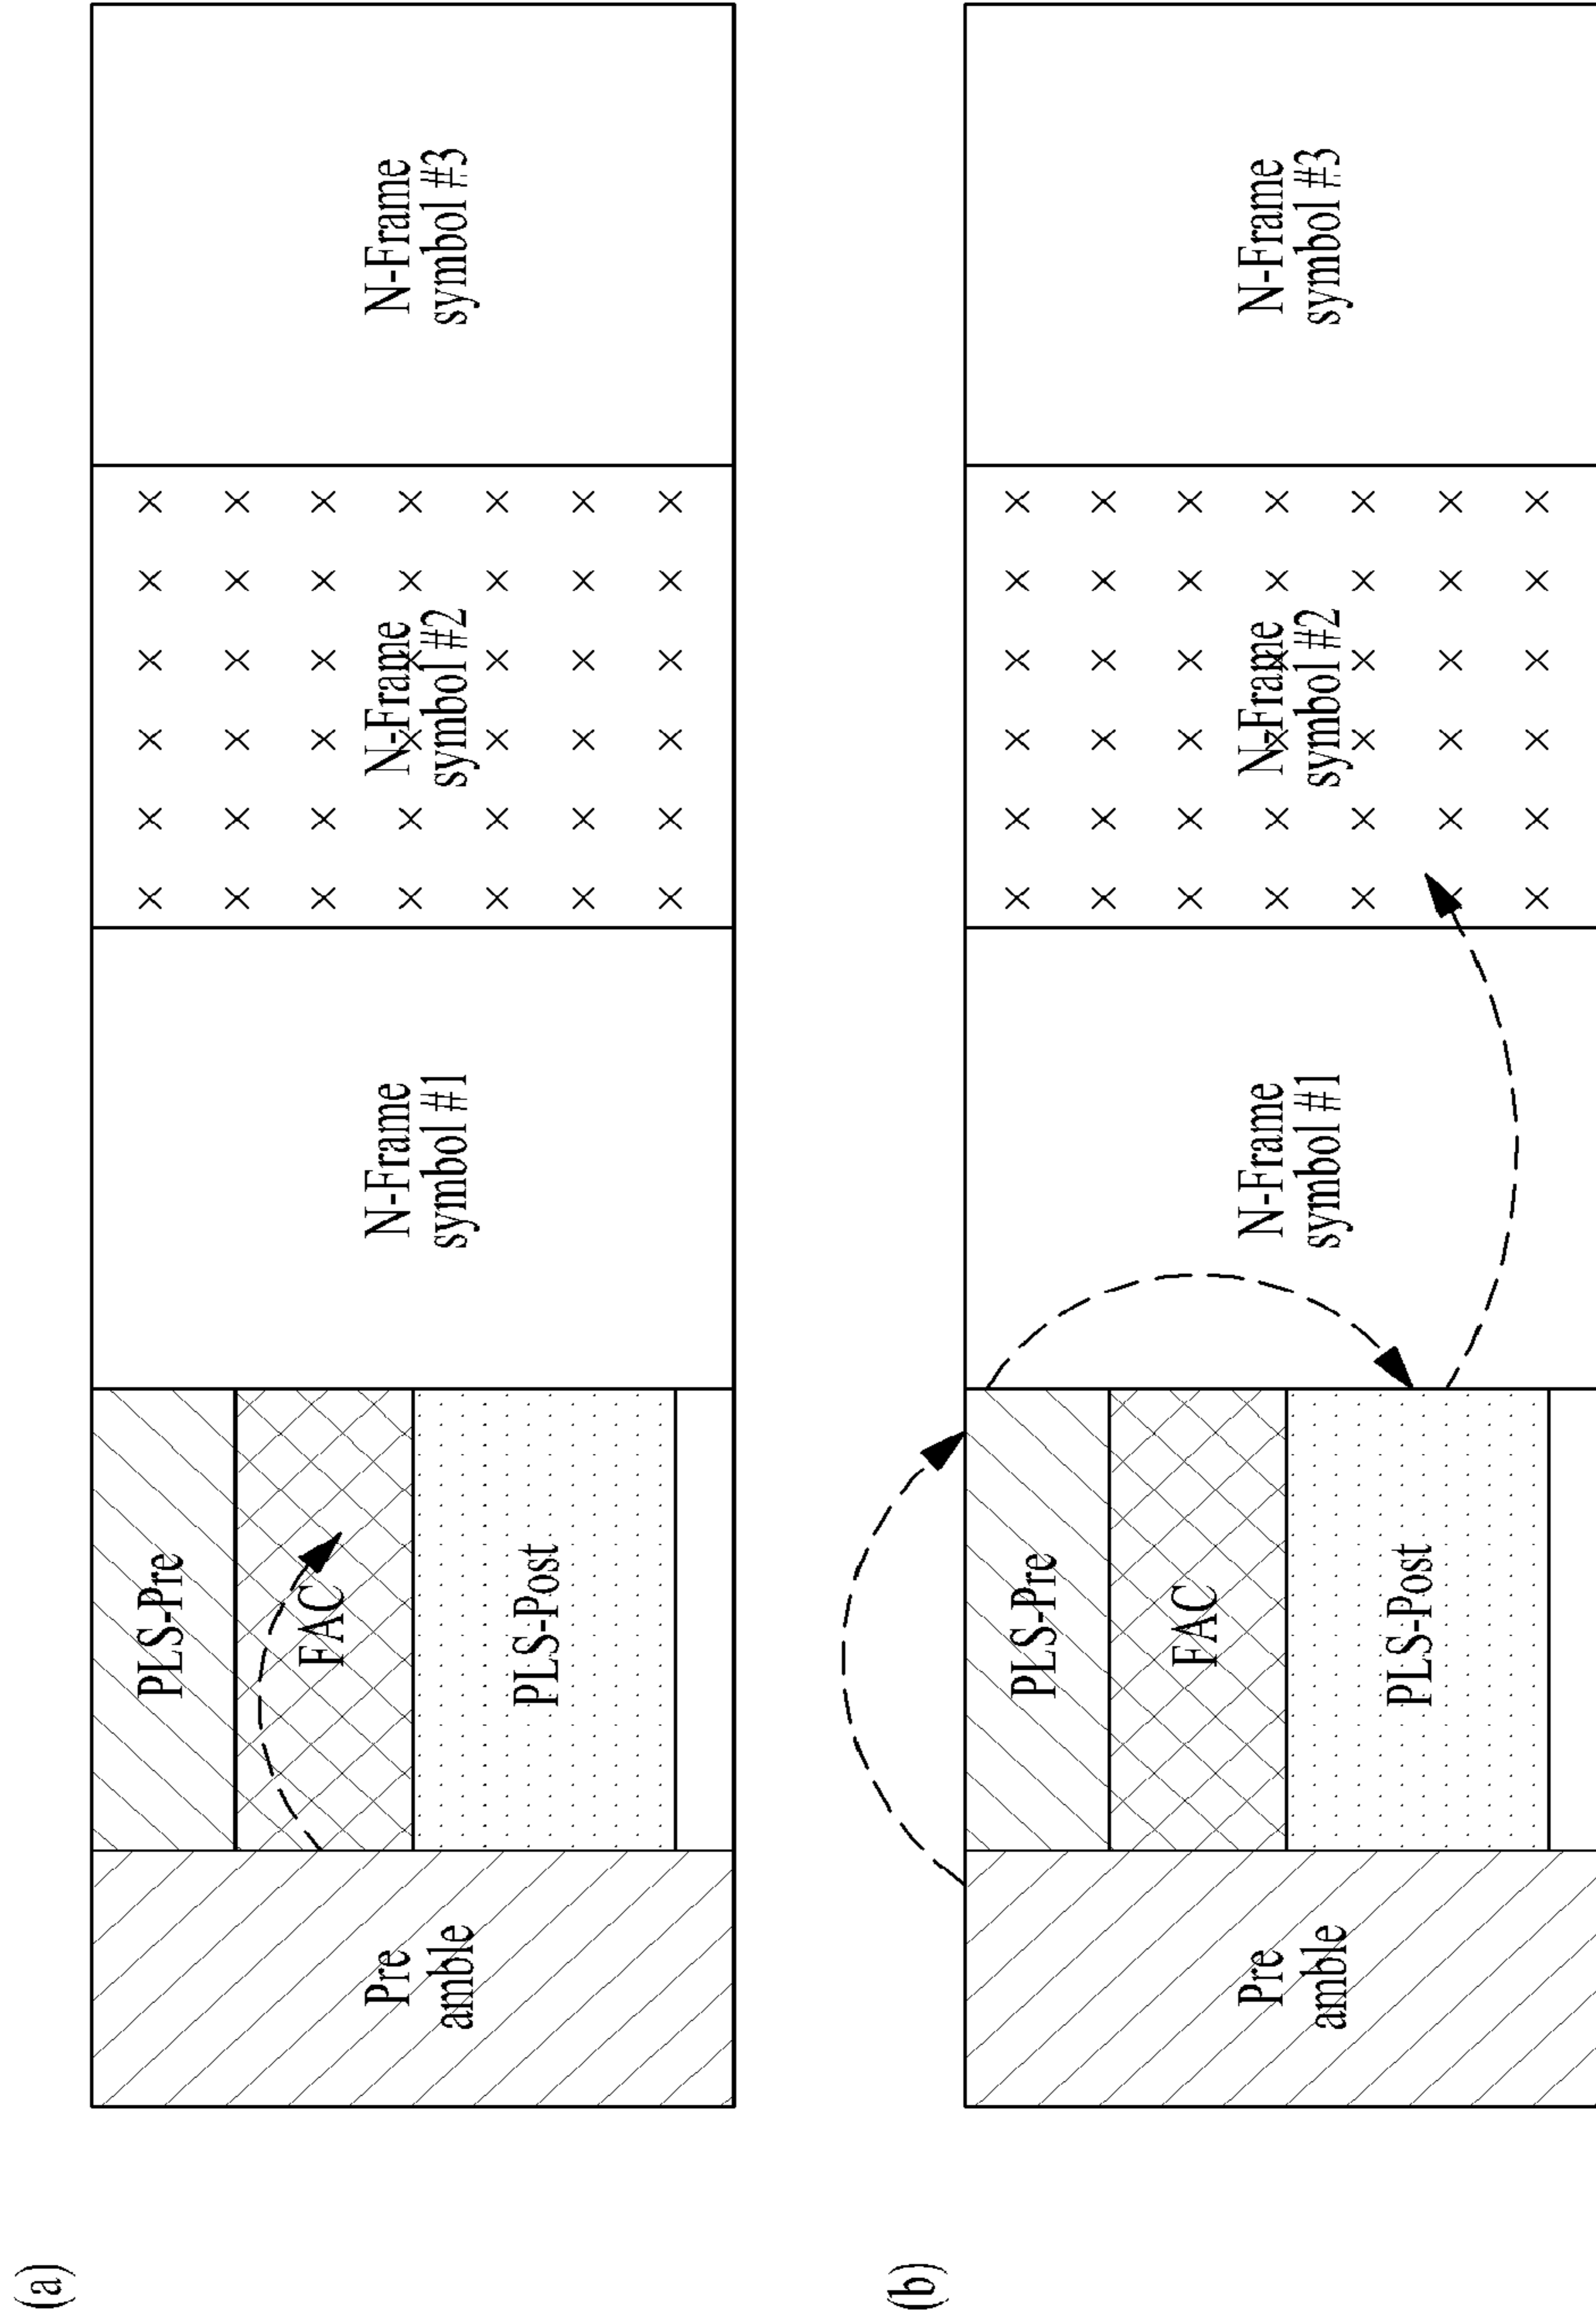 (a)
Pre
amble
PLS-Pre
FAC
PLS-Post
N-Frame
symbol #1
N-Frame
symbol #2
N-Frame
symbol #3
(b)
Pre
amble
PLS-Pre
FAC
PLS-Post
N-Frame
symbol #1
N-Frame
symbol #2
N-Frame
symbol #3